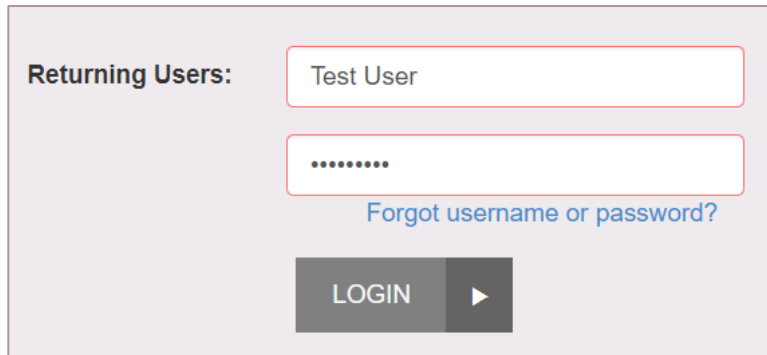 Returning Users: Test User
•••••••••
Forgot username or password?
LOGIN